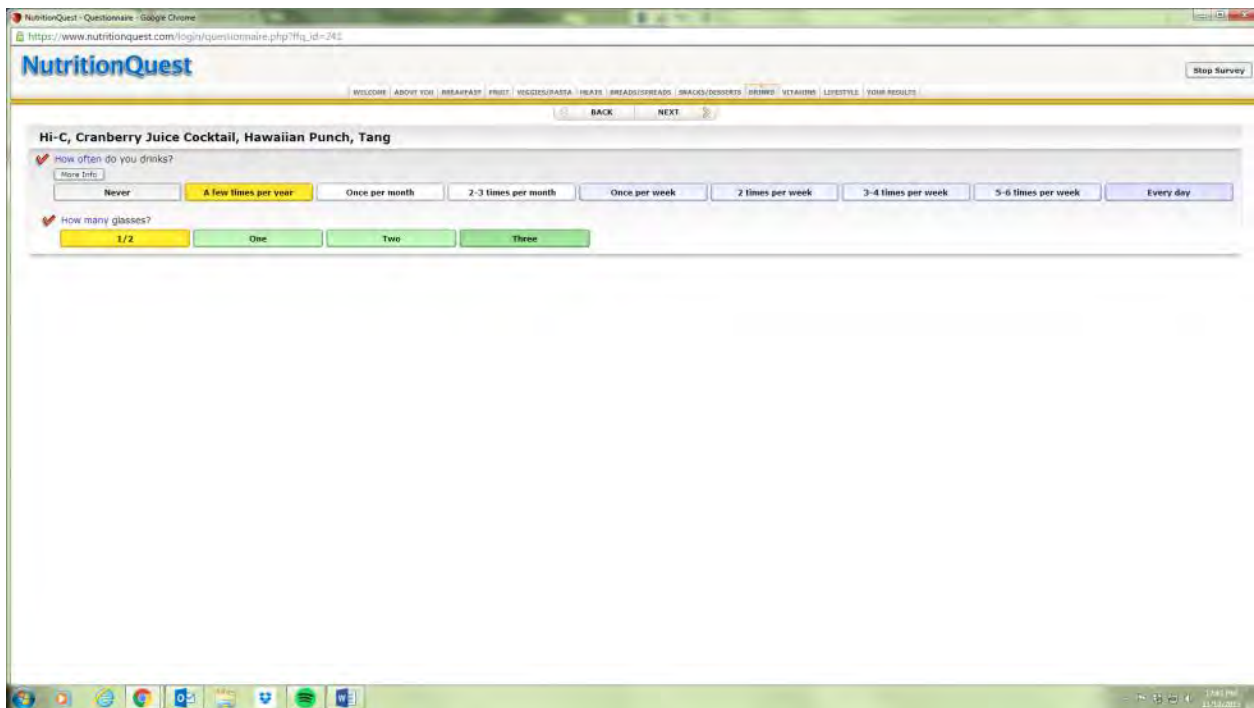 NutritionQuest - Questionnaire - Google Chrome
https://www.nutritionquest.com/login/questionnaire.php?ffq_id=241
NutritionQuest
Stop Survey
WELCOME ABOUT YOU BREAKFAST FRUIT VEGGIES/PASTA MEATS BREADS/SPREADS SNACKS/DESSERTS DRINKS VITAMINS LIFESTYLE YOUR RESULTS
BACK NEXT
Hi-C, Cranberry Juice Cocktail, Hawaiian Punch, Tang
How often do you drinks?
More Info
Never A few times per year Once per month 2-3 times per month Once per week 2 times per week 3-4 times per week 5-6 times per week Every day
How many glasses?
1/2 One Two Three